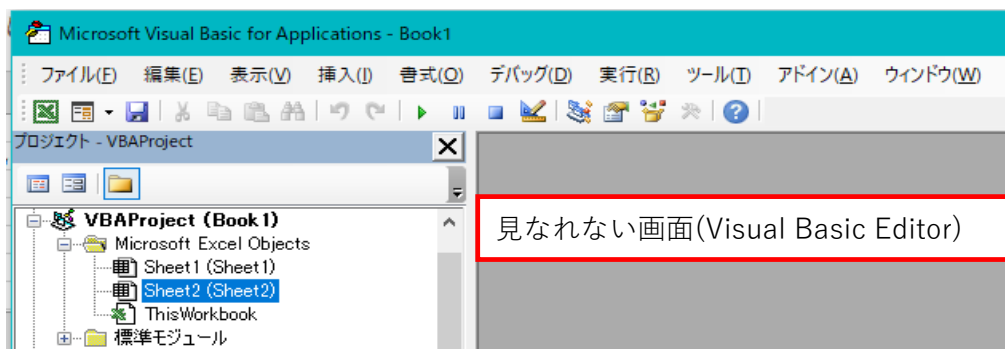 Microsoft Visual Basic for Applications - Book1
ファイル(F) 編集(E) 表示(V) 挿入(I) 書式(O) デバッグ(D) 実行(R) ツール(T) アドイン(A) ウィンドウ(W)
プロジェクト - VBAProject
VBAProject (Book1)
Microsoft Excel Objects
Sheet1 (Sheet1)
Sheet2 (Sheet2)
ThisWorkbook
標準モジュール
見なれない画面(Visual Basic Editor)